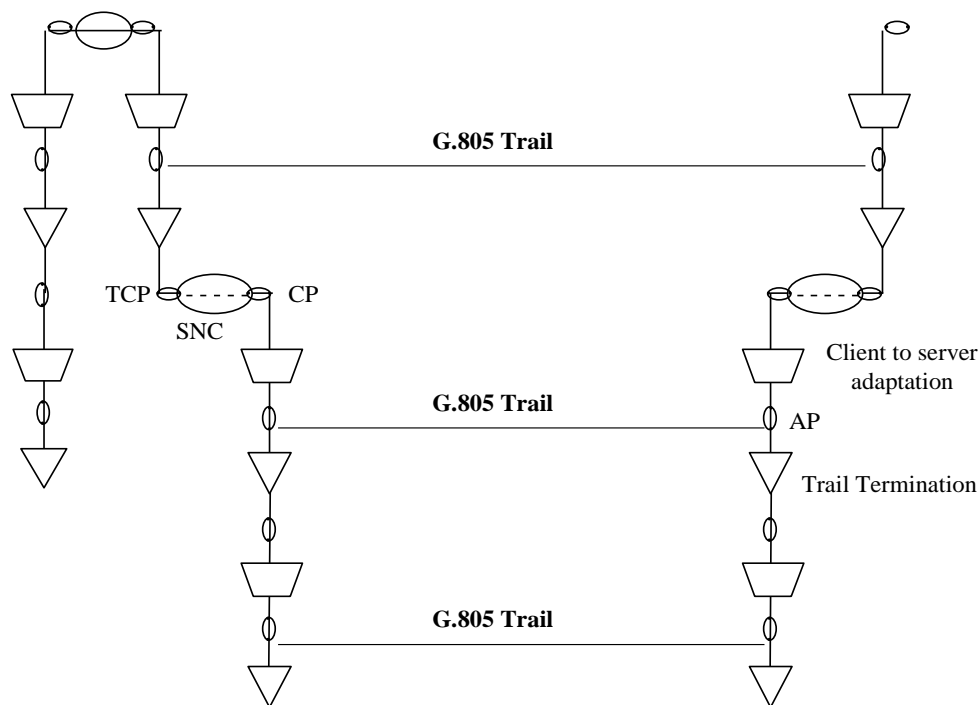 G.805 Trail
TCP
CP
SNC
Client to server
adaptation
G.805 Trail
AP
Trail Termination
G.805 Trail